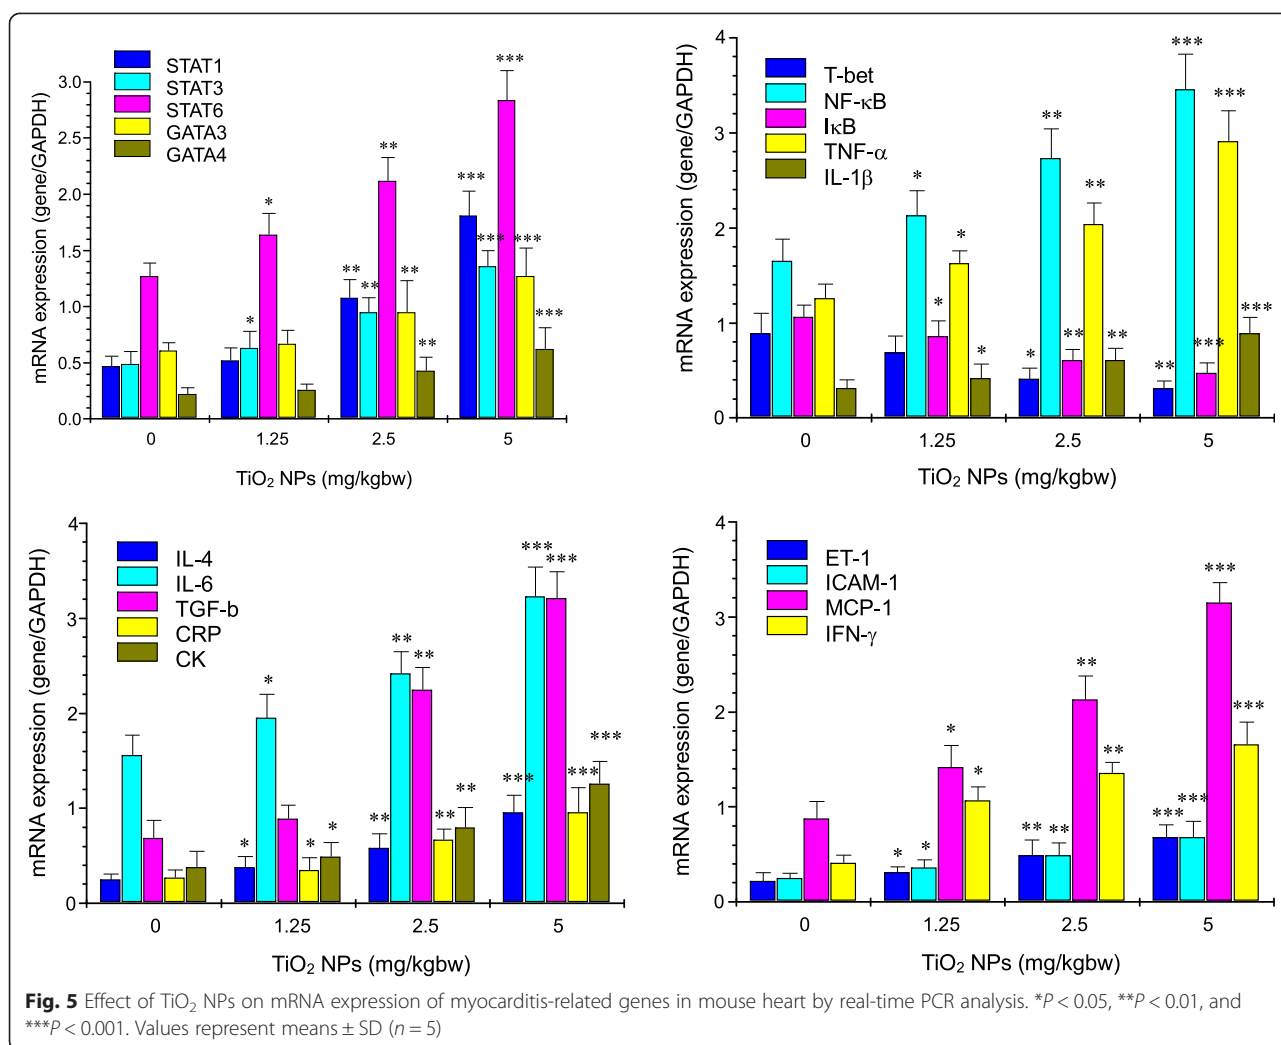 STAT1
STAT3
STAT6
GATA3
GATA4
mRNA expression (gene/GAPDH)
3.0
2.5
2.0
1.5
1.0
0.5
0.0
*
*
** ** ** ** **
*** *** *** *** ***
0 1.25 2.5 5
TiO2 NPs (mg/kgbw)
T-bet
NF-κB
IκB
TNF-α
IL-1β
mRNA expression (gene/GAPDH)
4
3
2
1
0
* * * *
* ** ** ** **
** *** *** *** ***
0 1.25 2.5 5
TiO2 NPs (mg/kgbw)
IL-4
IL-6
TGF-b
CRP
CK
mRNA expression (gene/GAPDH)
4
3
2
1
0
* * * *
** ** ** ** **
*** *** *** *** ***
0 1.25 2.5 5
TiO2 NPs (mg/kgbw)
ET-1
ICAM-1
MCP-1
IFN-γ
mRNA expression (gene/GAPDH)
4
3
2
1
0
* * * *
** ** ** **
*** *** *** ***
0 1.25 2.5 5
TiO2 NPs (mg/kgbw)
Fig. 5 Effect of TiO2 NPs on mRNA expression of myocarditis-related genes in mouse heart by real-time PCR analysis. *P < 0.05, **P < 0.01, and
***P < 0.001. Values represent means ± SD (n = 5)